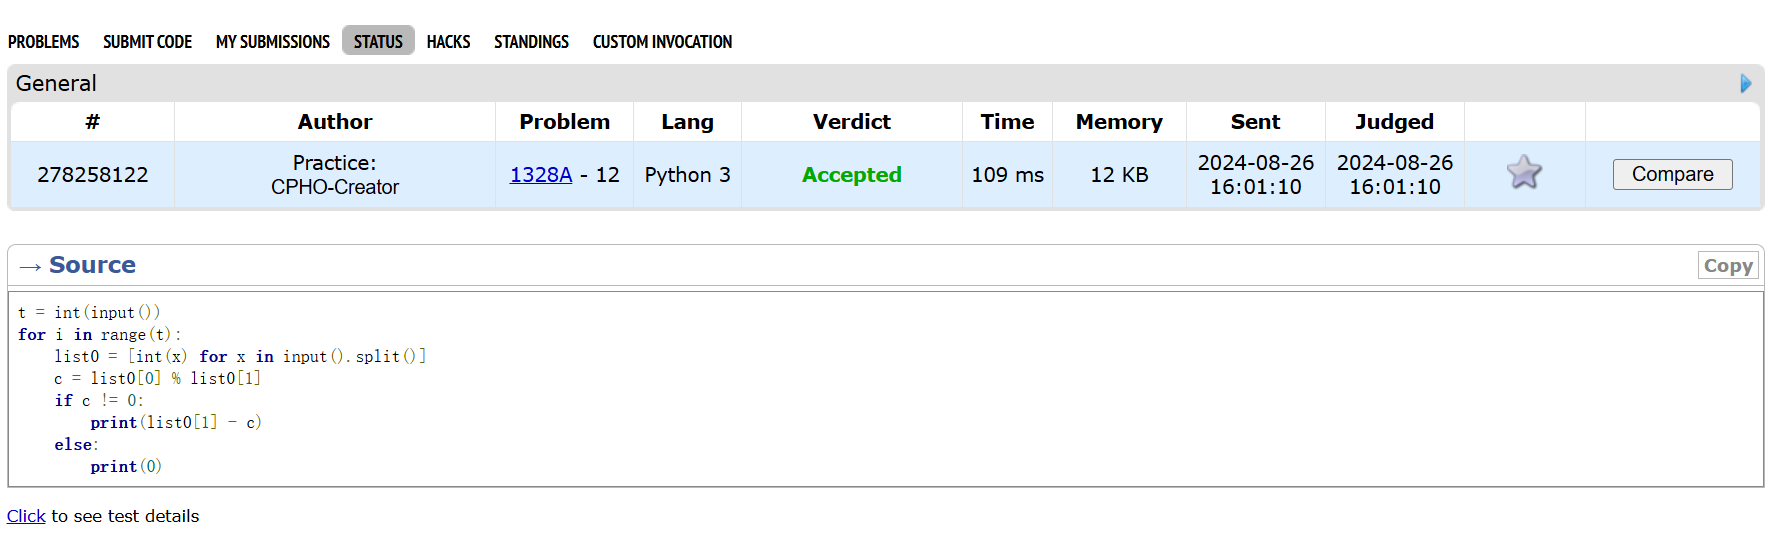 PROBLEMS SUBMIT CODE MY SUBMISSIONS STATUS HACKS STANDINGS CUSTOM INVOCATION
General
# Author Problem Lang Verdict Time Memory Sent Judged
278258122 Practice: CPHO-Creator 1328A - 12 Python 3 Accepted 109 ms 12 KB 2024-08-26 16:01:10 2024-08-26 16:01:10 Compare
→ Source Copy
t = int(input())
for i in range(t):
    list0 = [int(x) for x in input().split()]
    c = list0[0] % list0[1]
    if c != 0:
        print(list0[1] - c)
    else:
        print(0)
Click to see test details